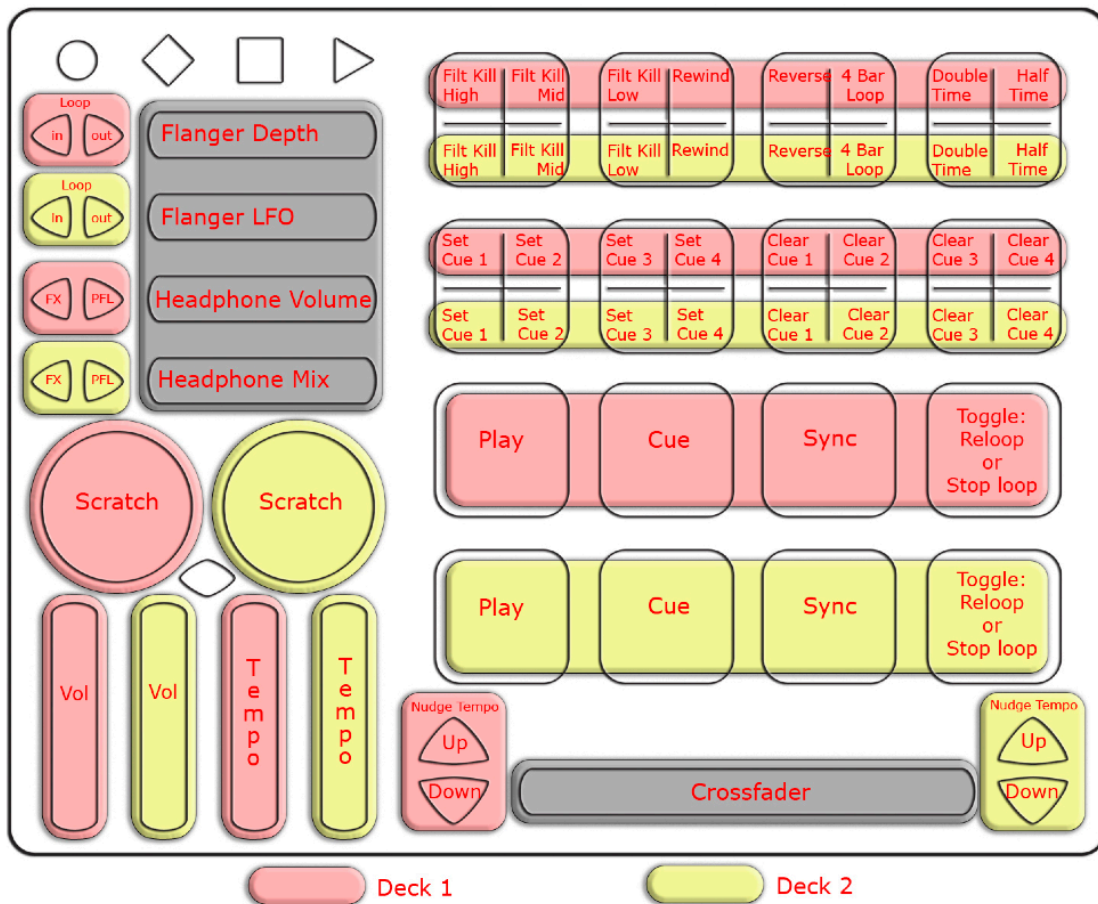 Loop
in out
Loop
In out
FX PFL
FX PFL
Flanger Depth
Flanger LFO
Headphone Volume
Headphone Mix
Scratch
Scratch
Vol
Vol
Tempo
Tempo
Filt Kill High
Filt Kill Mid
Filt Kill Low
Rewind
Reverse
4 Bar Loop
Double Time
Half Time
Filt Kill High
Filt Kill Mid
Filt Kill Low
Rewind
Reverse
4 Bar Loop
Double Time
Half Time
Set Cue 1
Set Cue 2
Set Cue 3
Set Cue 4
Clear Cue 1
Clear Cue 2
Clear Cue 3
Clear Cue 4
Set Cue 1
Set Cue 2
Set Cue 3
Set Cue 4
Clear Cue 1
Clear Cue 2
Clear Cue 3
Clear Cue 4
Play
Cue
Sync
Toggle:
Reloop
or
Stop loop
Play
Cue
Sync
Toggle:
Reloop
or
Stop loop
Nudge Tempo
Up
Down
Crossfader
Nudge Tempo
Up
Down
Deck 1
Deck 2